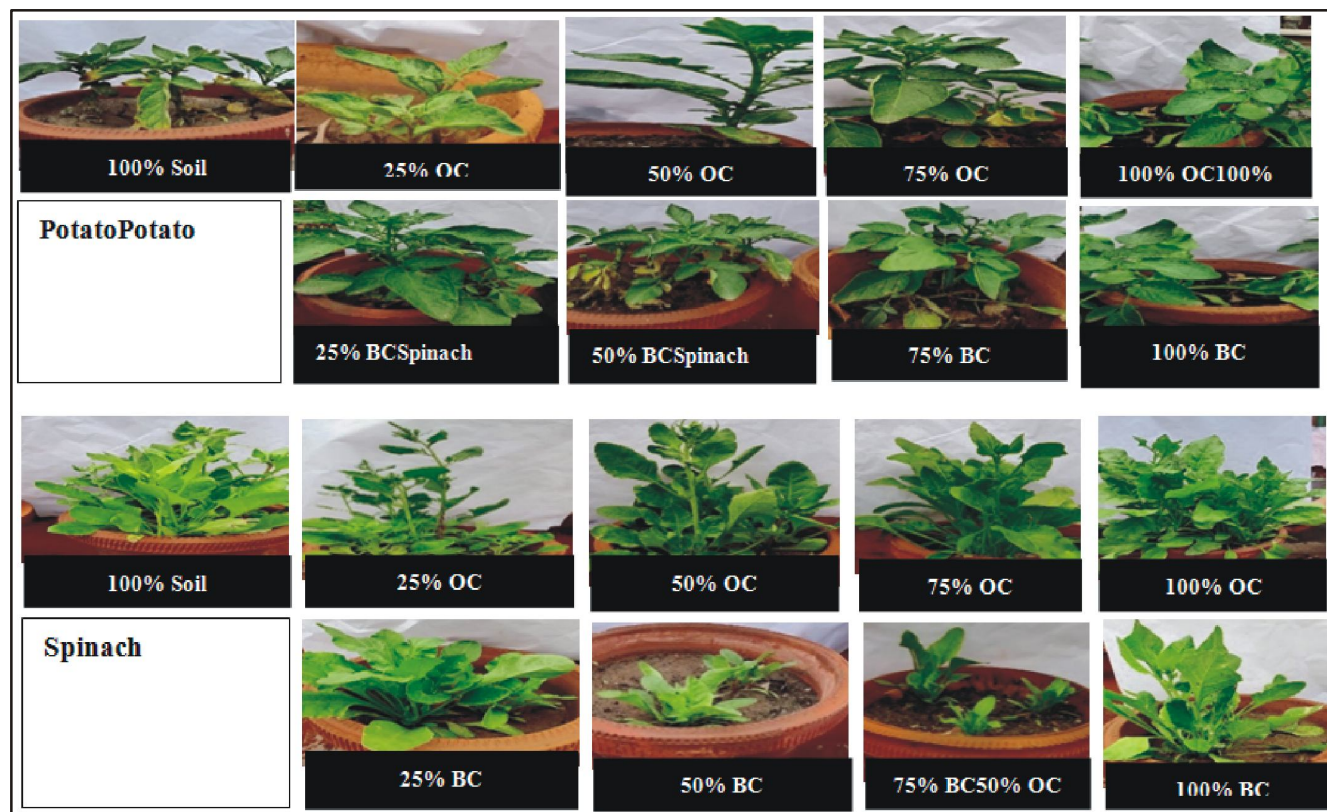 100% Soil
25% OC
50% OC
75% OC
100% OC100%
PotatoPotato
25% BCSpinach
50% BCSpinach
75% BC
100% BC
100% Soil
25% OC
50% OC
75% OC
100% OC
Spinach
25% BC
50% BC
75% BC50% OC
100% BC